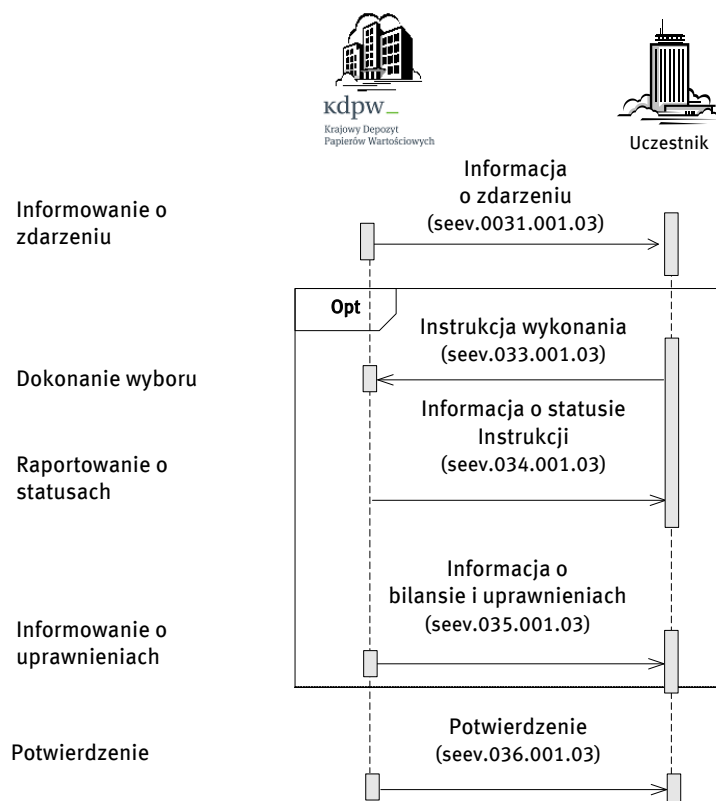 kdpw_
Krajowy Depozyt
Papierów Wartościowych
Uczestnik
Informacja
o zdarzeniu
(seev.0031.001.03)
Informowanie o
zdarzeniu
Opt
Instrukcja wykonania
(seev.033.001.03)
Dokonanie wyboru
Informacja o statusie
Instrukcji
(seev.034.001.03)
Raportowanie o
statusach
Informacja o
bilansie i uprawnieniach
(seev.035.001.03)
Informowanie o
uprawnieniach
Potwierdzenie
(seev.036.001.03)
Potwierdzenie